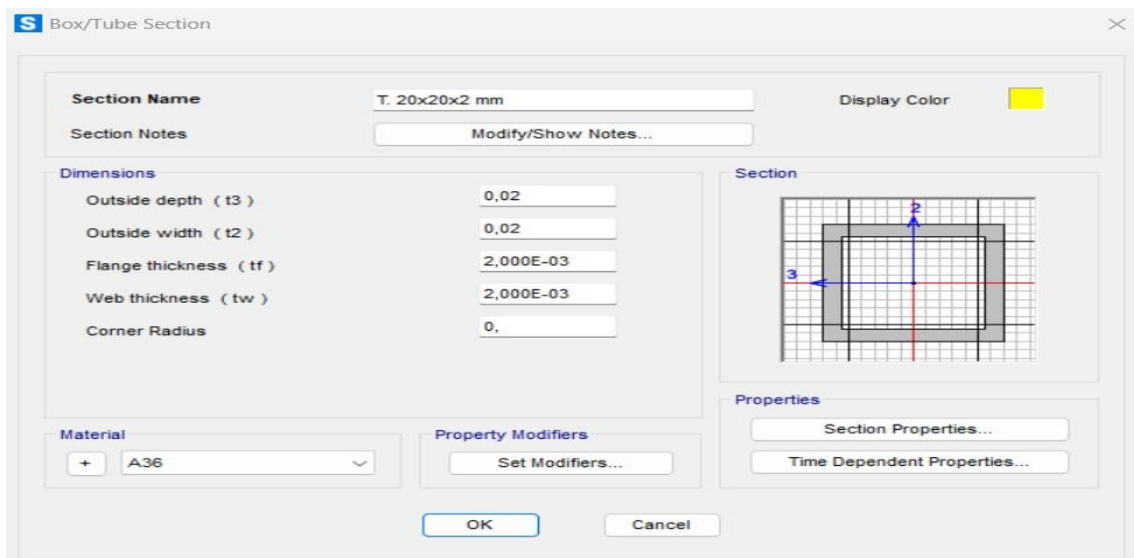 S Box/Tube Section
Section Name T. 20x20x2 mm Display Color
Section Notes Modify/Show Notes...
Dimensions
Outside depth ( t3 ) 0,02
Outside width ( t2 ) 0,02
Flange thickness ( tf ) 2,000E-03
Web thickness ( tw ) 2,000E-03
Corner Radius 0,
Section
2
3
Material
+ A36
Property Modifiers
Set Modifiers...
Properties
Section Properties...
Time Dependent Properties...
OK Cancel